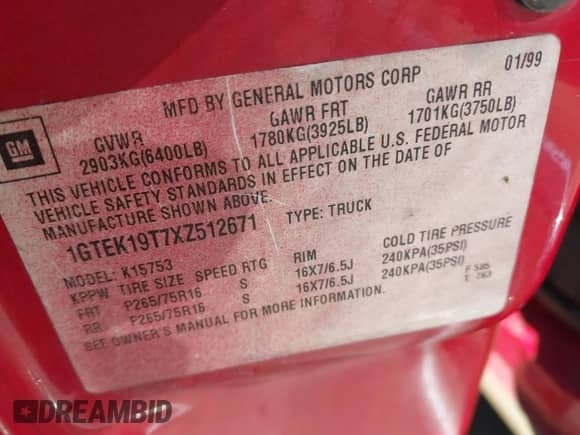 01/99
MFD BY GENERAL MOTORS CORP
GM
GVWR GAWR FRT GAWR RR
2903KG(6400LB) 1780KG(3925LB) 1701KG(3750LB)
THIS VEHICLE CONFORMS TO ALL APPLICABLE U.S. FEDERAL MOTOR
VEHICLE SAFETY STANDARDS IN EFFECT ON THE DATE OF
MANUFACTURE SHOWN ABOVE.
1GTEK19T7XZ512671 TYPE: TRUCK
MODEL: K15753
KPPW TIRE SIZE SPEED RTG RIM COLD TIRE PRESSURE
FRT P265/75R16 S 16X7/6.5J 240KPA(35PSI)
RR P265/75R16 S 16X7/6.5J 240KPA(35PSI)
SEE OWNER'S MANUAL FOR MORE INFORMATION.
F 585
T 763
DREAMBID